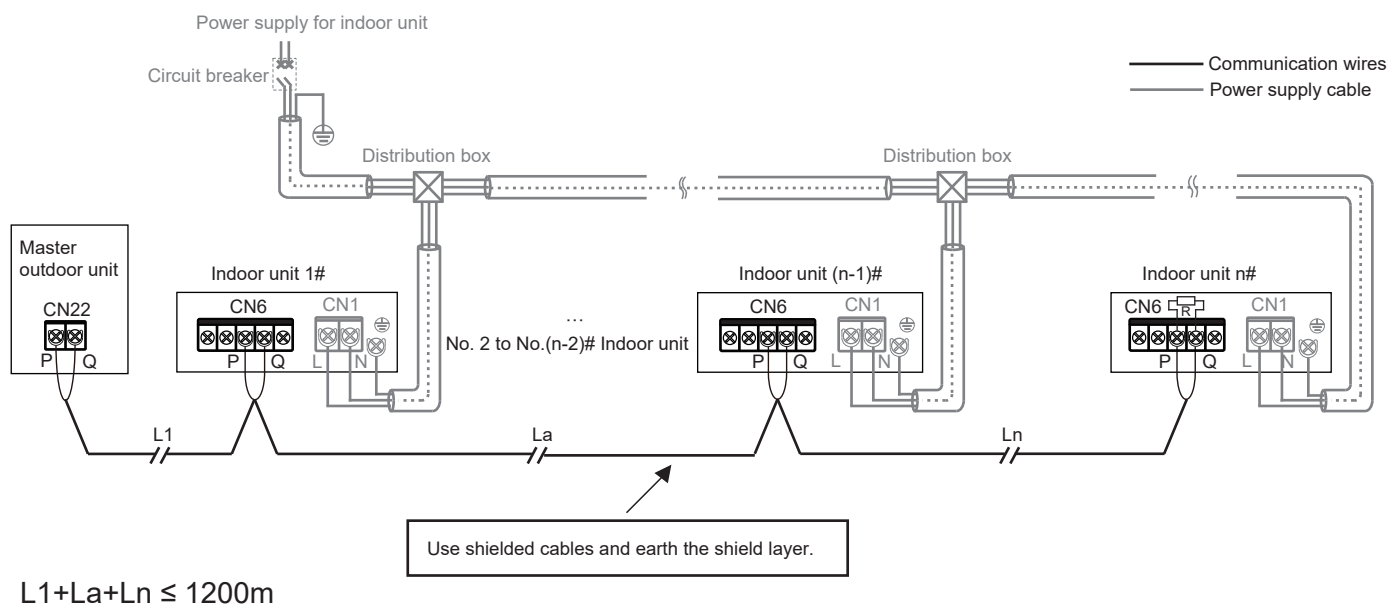 Power supply for indoor unit
Circuit breaker
Communication wires
Power supply cable
Distribution box
Distribution box
Master
outdoor unit
Indoor unit 1#
Indoor unit (n-1)#
Indoor unit n#
CN22
CN6
CN1
...
CN6
CN1
CN6
R
CN1
No. 2 to No.(n-2)# Indoor unit
P Q
P Q
L N
P Q
L N
P Q
L N
L1
La
Ln
Use shielded cables and earth the shield layer.
L1+La+Ln ≤ 1200m